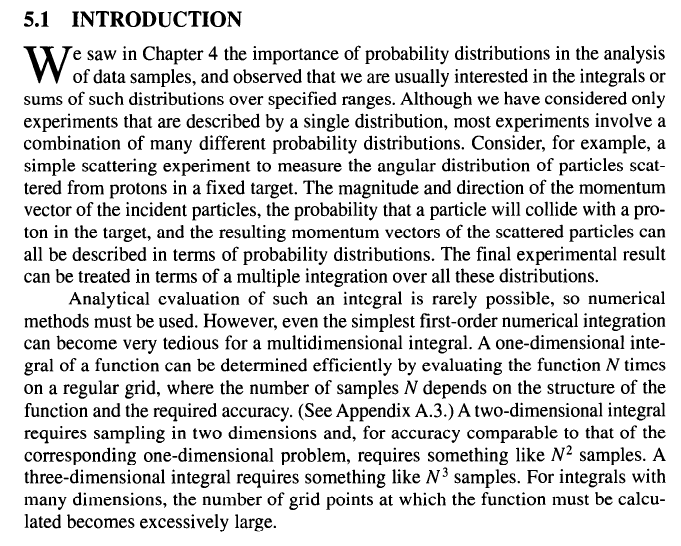 5.1 INTRODUCTION
We saw in Chapter 4 the importance of probability distributions in the analysis
of data samples, and observed that we are usually interested in the integrals or
sums of such distributions over specified ranges. Although we have considered only
experiments that are described by a single distribution, most experiments involve a
combination of many different probability distributions. Consider, for example, a
simple scattering experiment to measure the angular distribution of particles scat-
tered from protons in a fixed target. The magnitude and direction of the momentum
vector of the incident particles, the probability that a particle will collide with a pro-
ton in the target, and the resulting momentum vectors of the scattered particles can
all be described in terms of probability distributions. The final experimental result
can be treated in terms of a multiple integration over all these distributions.
Analytical evaluation of such an integral is rarely possible, so numerical
methods must be used. However, even the simplest first-order numerical integration
can become very tedious for a multidimensional integral. A one-dimensional inte-
gral of a function can be determined efficiently by evaluating the function N times
on a regular grid, where the number of samples N depends on the structure of the
function and the required accuracy. (See Appendix A.3.) A two-dimensional integral
requires sampling in two dimensions and, for accuracy comparable to that of the
corresponding one-dimensional problem, requires something like N² samples. A
three-dimensional integral requires something like N³ samples. For integrals with
many dimensions, the number of grid points at which the function must be calcu-
lated becomes excessively large.